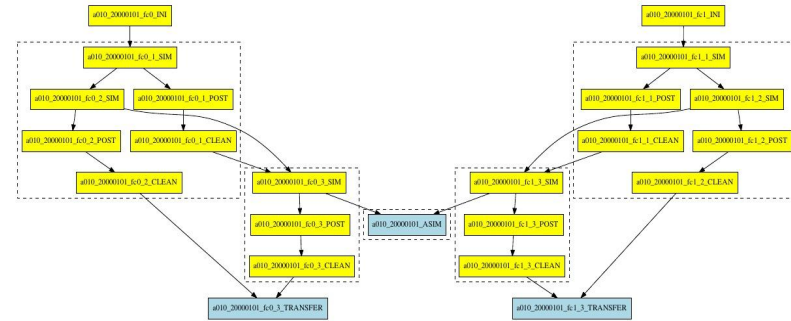 a010_20000101_fc0_INI
a010_20000101_fc1_INI
a010_20000101_fc0_1_SIM
a010_20000101_fc1_1_SIM
a010_20000101_fc0_2_SIM
a010_20000101_fc0_1_POST
a010_20000101_fc1_1_POST
a010_20000101_fc1_2_SIM
a010_20000101_fc0_2_POST
a010_20000101_fc0_1_CLEAN
a010_20000101_fc1_1_CLEAN
a010_20000101_fc1_2_POST
a010_20000101_fc0_2_CLEAN
a010_20000101_fc0_3_SIM
a010_20000101_fc1_3_SIM
a010_20000101_fc1_2_CLEAN
a010_20000101_fc0_3_POST
a010_20000101_ASIM
a010_20000101_fc1_3_POST
a010_20000101_fc0_3_CLEAN
a010_20000101_fc1_3_CLEAN
a010_20000101_fc0_3_TRANSFER
a010_20000101_fc1_3_TRANSFER